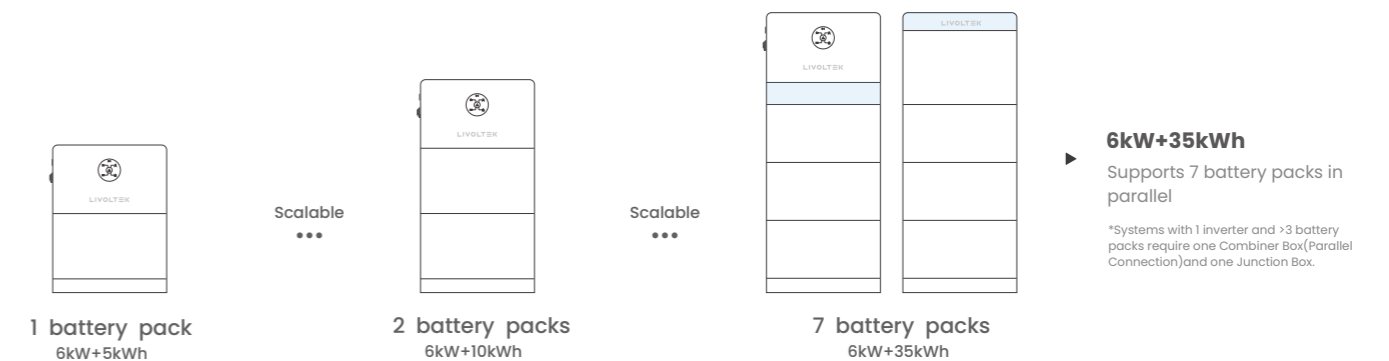 LIVOLTEK
1 battery pack
6kW+5kWh
Scalable
LIVOLTEK
2 battery packs
6kW+10kWh
Scalable
LIVOLTEK
LIVOLTEK
7 battery packs
6kW+35kWh
6kW+35kWh
Supports 7 battery packs in
parallel
*Systems with 1 inverter and >3 battery
packs require one Combiner Box(Parallel
Connection)and one Junction Box.